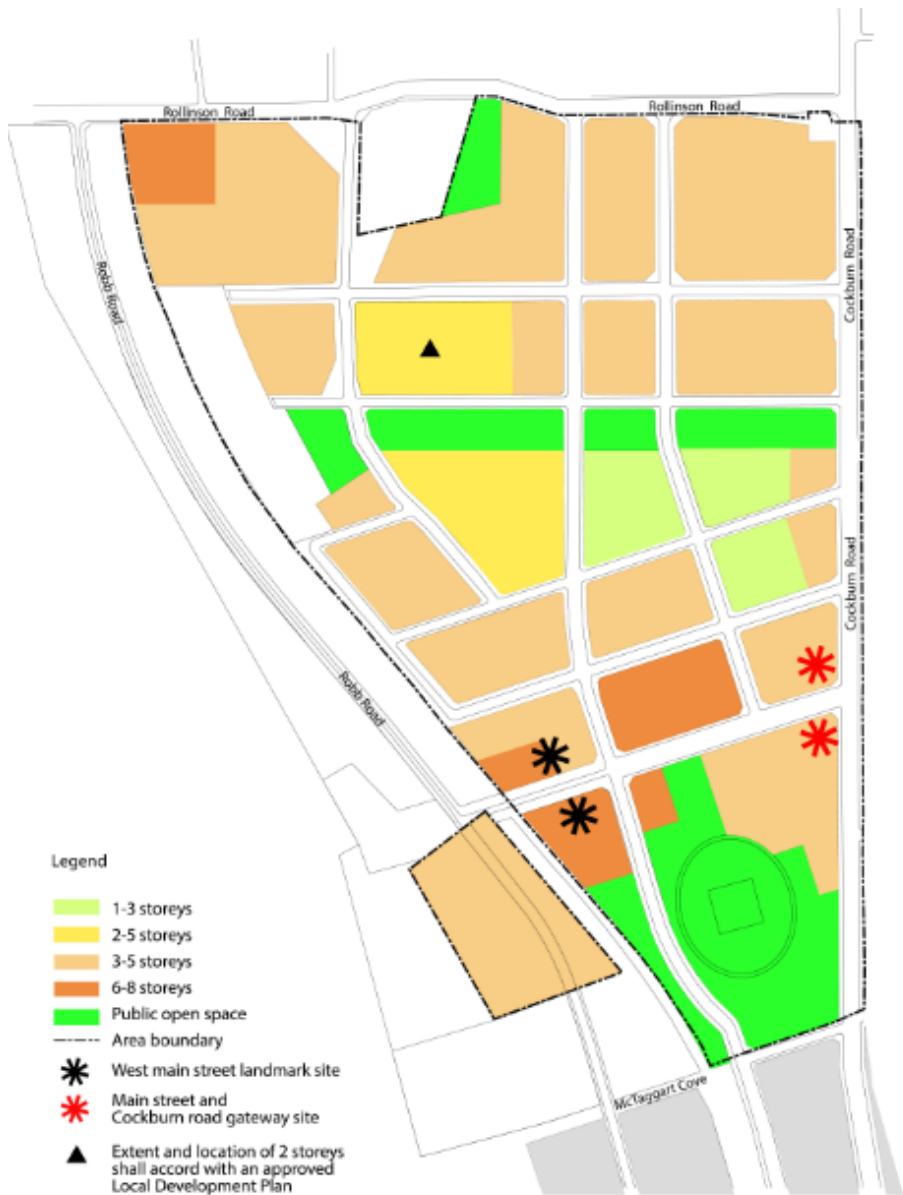 Rollinson Road
Rollinson Road
Cockburn Road
Robb Road
Cockburn Road
Robb Road
Legend
1-3 storeys
2-5 storeys
3-5 storeys
6-8 storeys
Public open space
Area boundary
West main street landmark site
Main street and
Cockburn road gateway site
Extent and location of 2 storeys
shall accord with an approved
Local Development Plan
McTaggart Cove